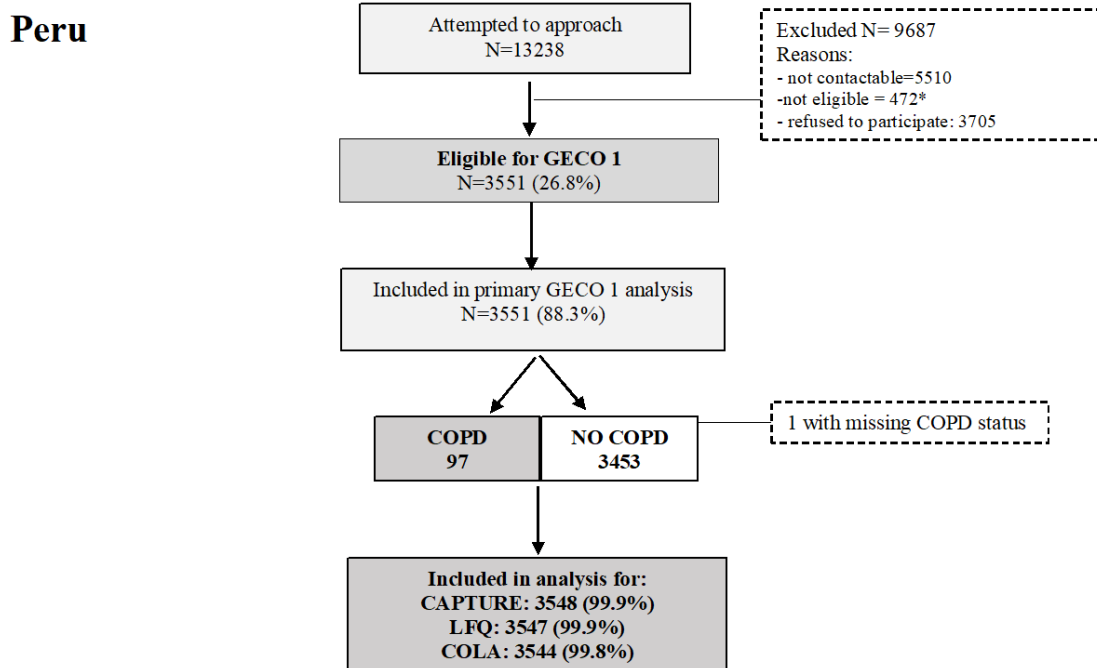 Peru
Attempted to approach
N=13238
Excluded N= 9687
Reasons:
- not contactable=5510
-not eligible = 472*
- refused to participate: 3705
Eligible for GECO 1
N=3551 (26.8%)
Included in primary GECO 1 analysis
N=3551 (88.3%)
COPD
97
NO COPD
3453
1 with missing COPD status
Included in analysis for:
CAPTURE: 3548 (99.9%)
LFQ: 3547 (99.9%)
COLA: 3544 (99.8%)